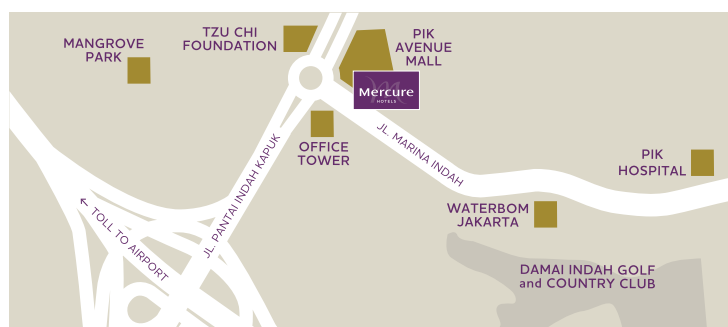 TZU CHI
FOUNDATION
PIK
AVENUE
MALL
MANGROVE
PARK
Mercure
HOTELS
OFFICE
TOWER
JL. MARINA INDAH
PIK
HOSPITAL
JL. PANTAI INDAH KAPUK
WATERBOM
JAKARTA
← TOLL TO AIRPORT
DAMAI INDAH GOLF
and COUNTRY CLUB